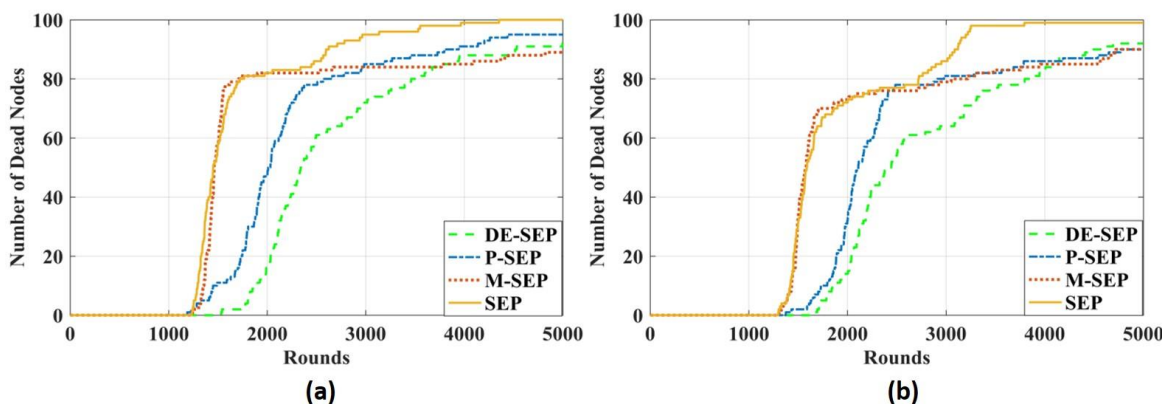 100
80
60
40
20
0
Number of Dead Nodes
0 1000 2000 3000 4000 5000
Rounds
DE-SEP
P-SEP
M-SEP
SEP
(a)
100
80
60
40
20
0
Number of Dead Nodes
0 1000 2000 3000 4000 5000
Rounds
DE-SEP
P-SEP
M-SEP
SEP
(b)